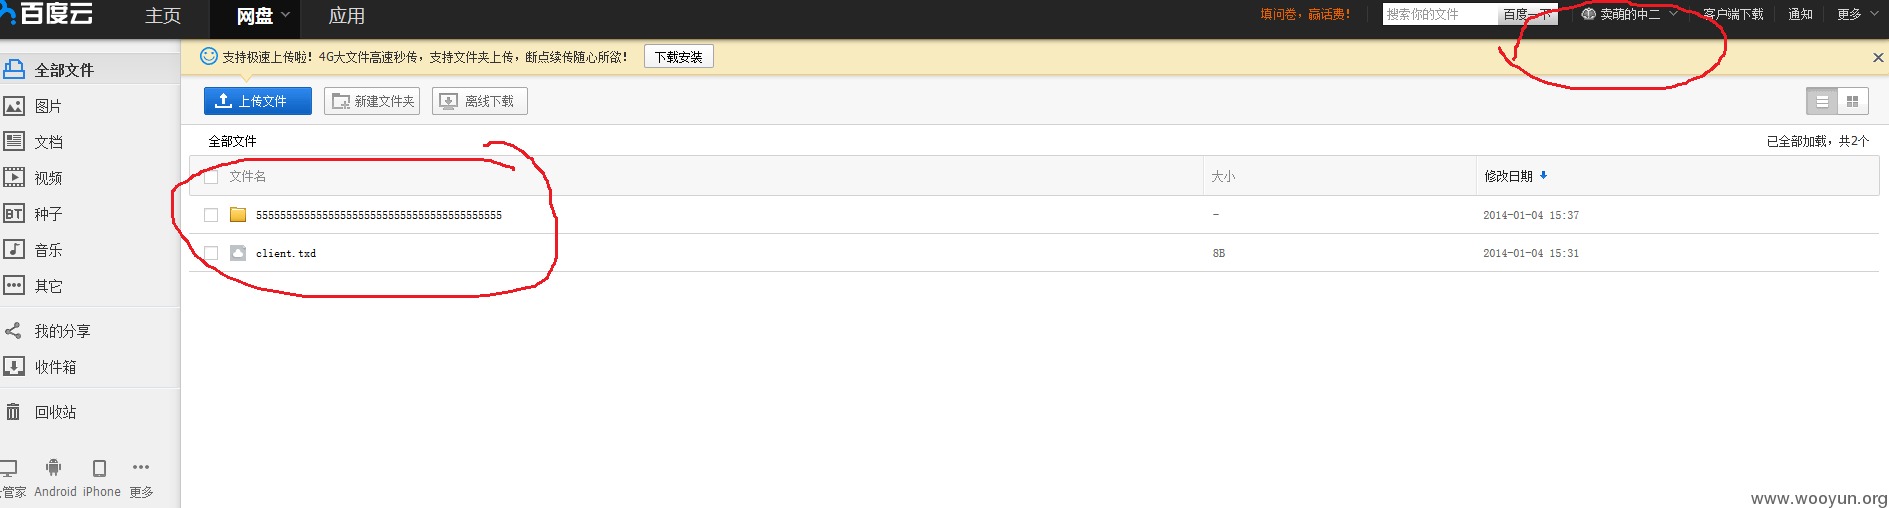 百度云 主页 网盘 应用 填问卷，赢话费！ 搜索你的文件 百度一下 卖萌的中二 客户端下载 通知 更多
支持极速上传啦！4G大文件高速秒传，支持文件夹上传，断点续传随心所欲！ 下载安装
全部文件
图片
文档
视频
BT 种子
音乐
其它
我的分享
收件箱
回收站
管家 Android iPhone 更多
上传文件 新建文件夹 离线下载
全部文件 已全部加载，共2个
文件名 大小 修改日期
55555555555555555555555555555555555555555 - 2014-01-04 15:37
client.txd 8B 2014-01-04 15:31
www.wooyun.org